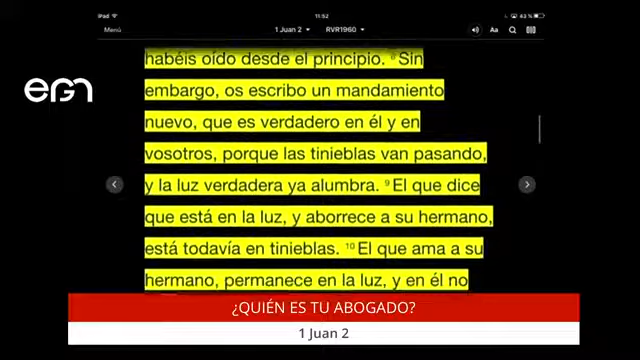 iPad
11:52
43 %
Menú
1 Juan 2
RVR1960
Aa
habéis oído desde el principio. 8 Sin
embargo, os escribo un mandamiento
nuevo, que es verdadero en él y en
vosotros, porque las tinieblas van pasando,
y la luz verdadera ya alumbra. 9 El que dice
que está en la luz, y aborrece a su hermano,
está todavía en tinieblas. 10 El que ama a su
hermano, permanece en la luz, y en él no
¿QUIÉN ES TU ABOGADO?
1 Juan 2